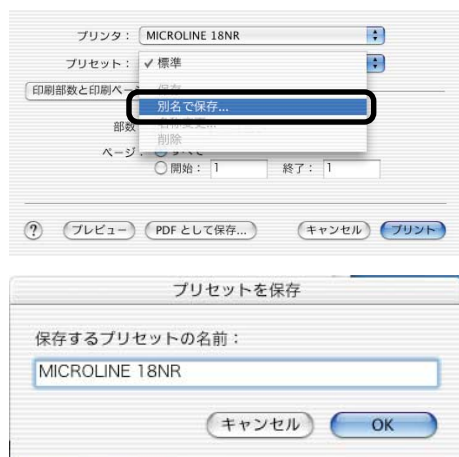 プリンタ： MICROLINE 18NR
プリセット： ✓ 標準
印刷部数と印刷ペー
保存
別名で保存...
部数
名称変更...
削除
ページ： すべて
開始： 1 終了： 1
? プレビュー PDF として保存... キャンセル プリント
プリセットを保存
保存するプリセットの名前：
MICROLINE 18NR
キャンセル OK